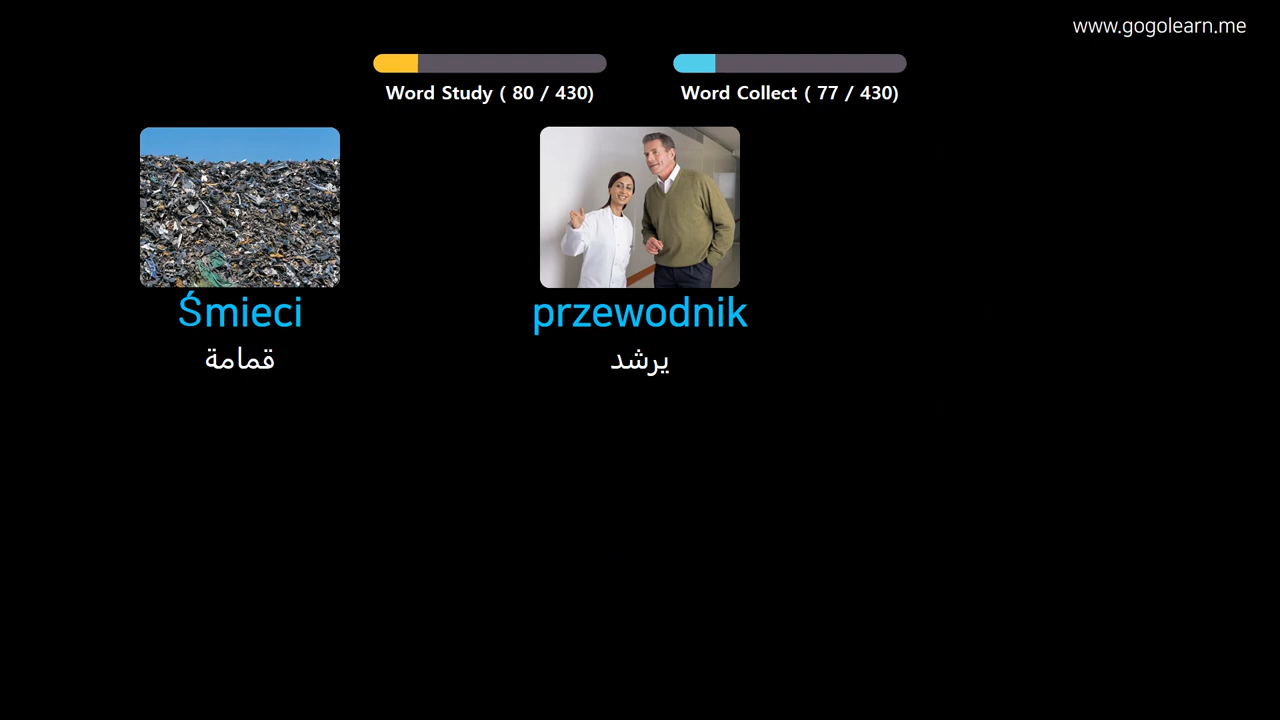 www.gogolearn.me
Word Study ( 80 / 430)
Word Collect ( 77 / 430)
Śmieci
przewodnik
قمامة
يرشد